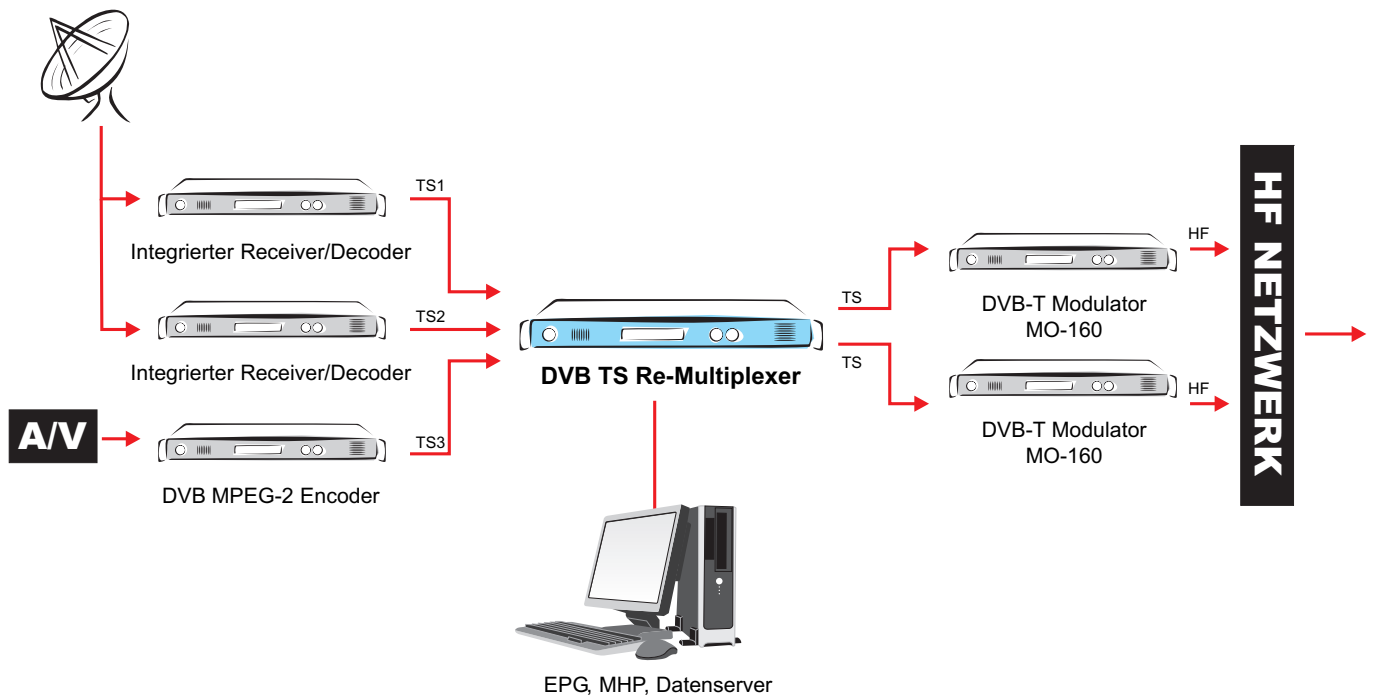 TS1
Integrierter Receiver/Decoder
TS2
Integrierter Receiver/Decoder
A/V
TS3
DVB MPEG-2 Encoder
DVB TS Re-Multiplexer
EPG, MHP, Datenserver
TS
TS
DVB-T Modulator
MO-160
HF
DVB-T Modulator
MO-160
HF
HF NETZWERK